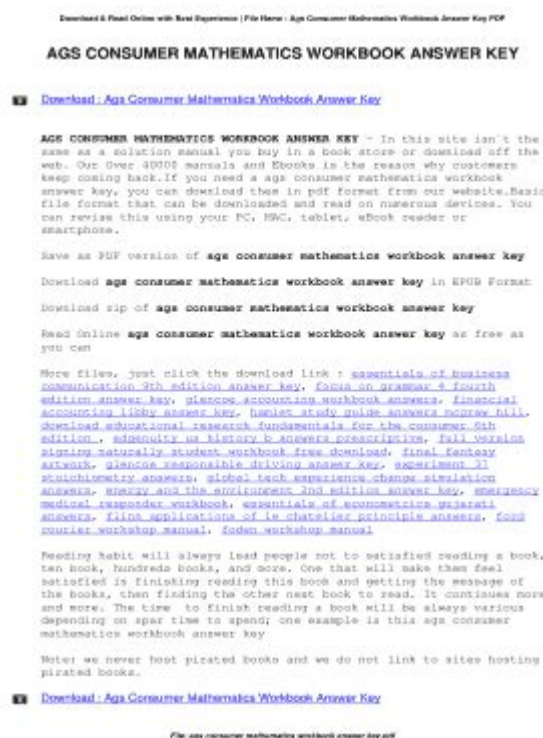 Download & Read Online with Best Experience | File Name : Ags Consumer Mathematics Workbook Answer Key PDF
AGS CONSUMER MATHEMATICS WORKBOOK ANSWER KEY
Download : Ags Consumer Mathematics Workbook Answer Key
AGS CONSUMER MATHEMATICS WORKBOOK ANSWER KEY - In this site isn`t the
same as a solution manual you buy in a book store or download off the
web. Our Over 40000 manuals and Ebooks is the reason why customers
keep coming back.If you need a ags consumer mathematics workbook
answer key, you can download them in pdf format from our website.Basic
file format that can be downloaded and read on numerous devices. You
can revise this using your PC, MAC, tablet, eBook reader or
smartphone.
Save as PDF version of ags consumer mathematics workbook answer key
Download ags consumer mathematics workbook answer key in EPUB Format
Download zip of ags consumer mathematics workbook answer key
Read Online ags consumer mathematics workbook answer key as free as
you can
More files, just click the download link : essentials of business
communication 9th edition answer key, focus on grammar 4 fourth
edition answer key, glencoe accounting workbook answers, financial
accounting libby answer key, hamlet study guide answers mcgraw hill,
download educational research fundamentals for the consumer 6th
edition , edgenuity us history b answers prescriptive, full version
signing naturally student workbook free download, final fantasy
artwork, glencoe responsible driving answer key, experiment 37
stoichiometry answers, global tech experience change simulation
answers, energy and the environment 2nd edition answer key, emergency
medical responder workbook, essentials of econometrics gujarati
answers, flinn applications of le chatelier principle answers, ford
courier workshop manual, foden workshop manual
Reading habit will always lead people not to satisfied reading a book,
ten book, hundreds books, and more. One that will make them feel
satisfied is finishing reading this book and getting the message of
the books, then finding the other next book to read. It continues more
and more. The time to finish reading a book will be always various
depending on spar time to spend; one example is this ags consumer
mathematics workbook answer key
Note: we never host pirated books and we do not link to sites hosting
pirated books.
Download : Ags Consumer Mathematics Workbook Answer Key
File: ags consumer mathematics workbook answer key.pdf